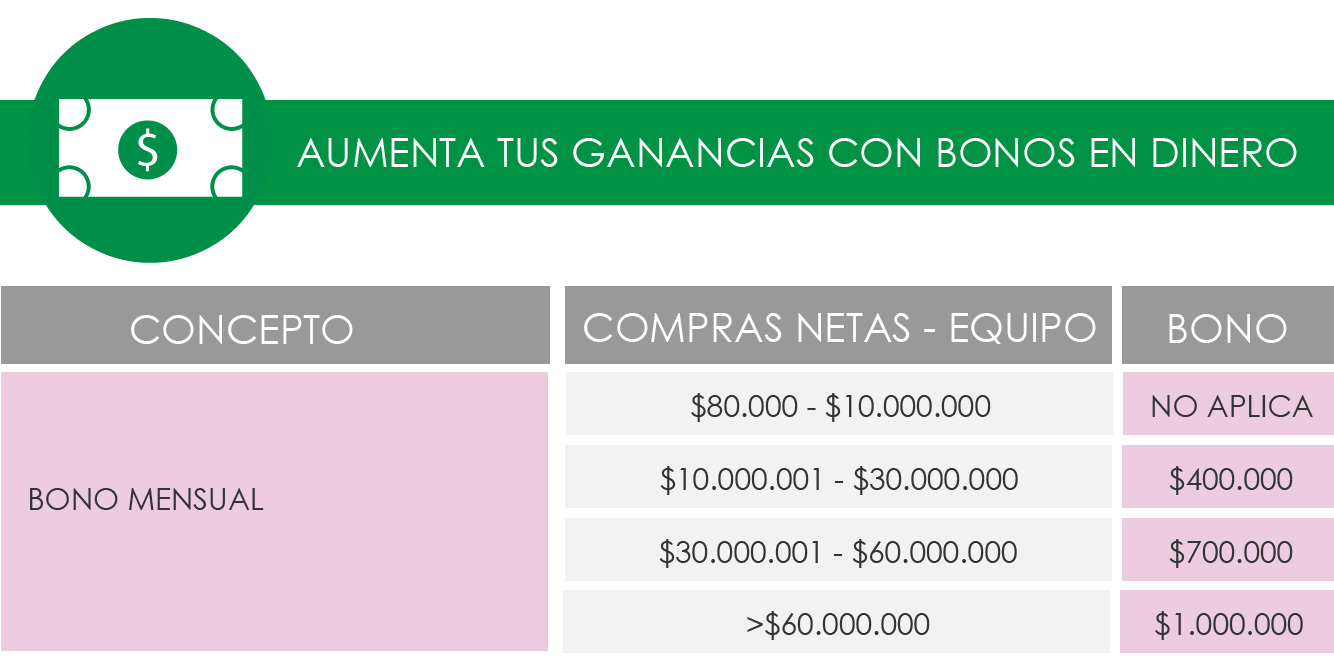 $
AUMENTA TUS GANANCIAS CON BONOS EN DINERO
CONCEPTO COMPRAS NETAS - EQUIPO BONO
BONO MENSUAL
$80.000 - $10.000.000 NO APLICA
$10.000.001 - $30.000.000 $400.000
$30.000.001 - $60.000.000 $700.000
>$60.000.000 $1.000.000